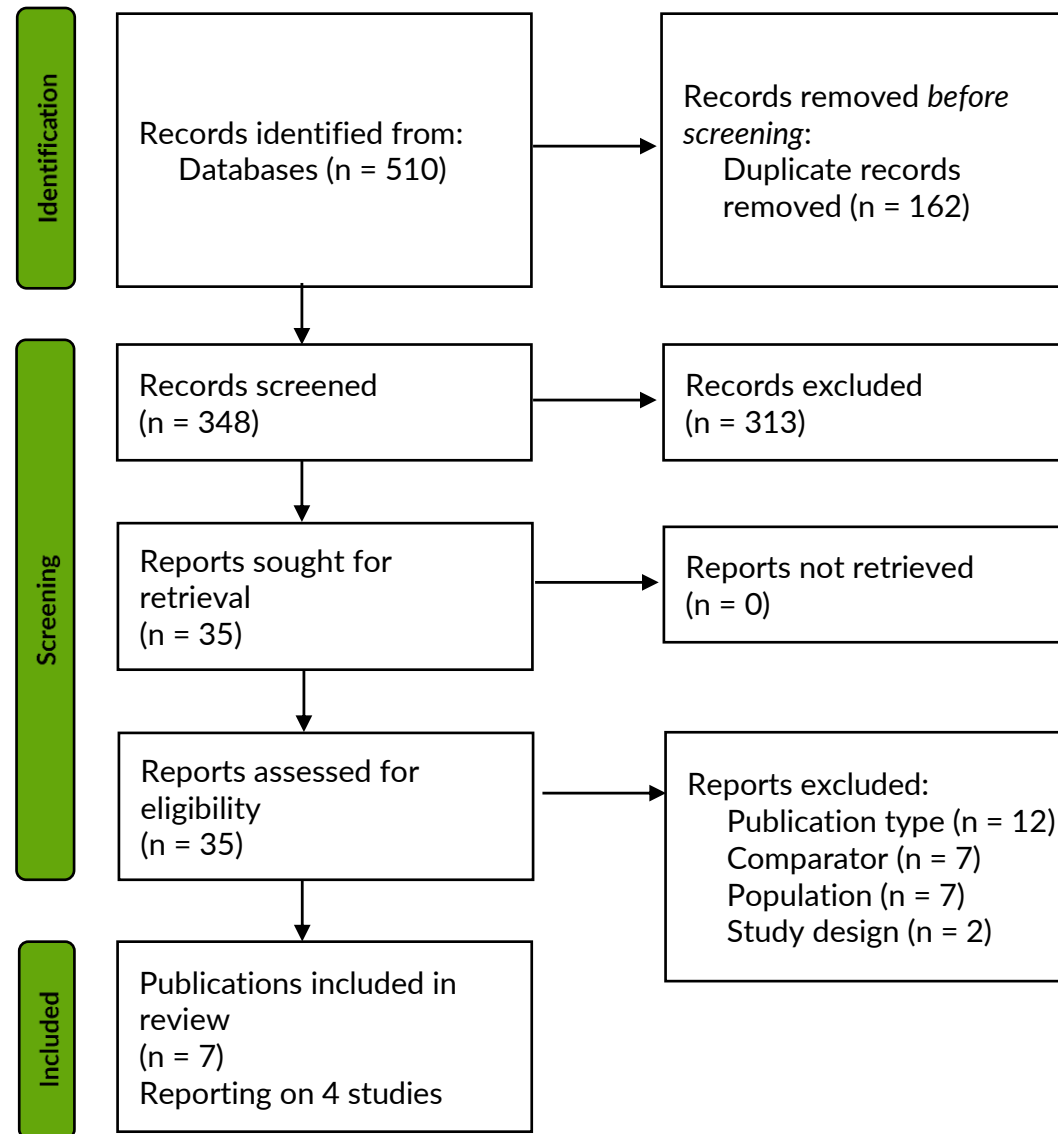 Identification
Records identified from:
Databases (n = 510)
Records removed before
screening:
Duplicate records
removed (n = 162)
Screening
Records screened
(n = 348)
Records excluded
(n = 313)
Reports sought for
retrieval
(n = 35)
Reports not retrieved
(n = 0)
Reports assessed for
eligibility
(n = 35)
Reports excluded:
Publication type (n = 12)
Comparator (n = 7)
Population (n = 7)
Study design (n = 2)
Included
Publications included in
review
(n = 7)
Reporting on 4 studies